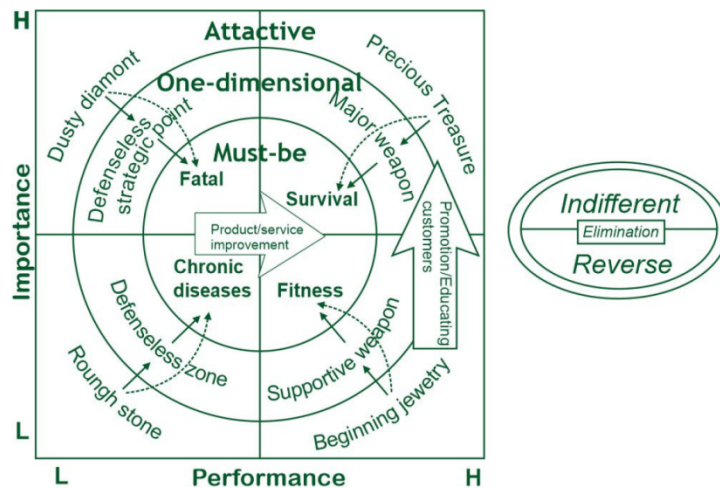 H
Attactive
One-dimensional
Must-be
Dusty diamont
Defenseless
strategic point
Fatal
Precious Treasure
Major weapon
Survival
Importance
Product/service
improvement
Promotion/Educating
customers
Chronic
diseases
Fitness
Defenseless zone
Roungh stone
Supportive weapon
Beginning jewetry
L
L
Performance
H
Indifferent
Elimination
Reverse